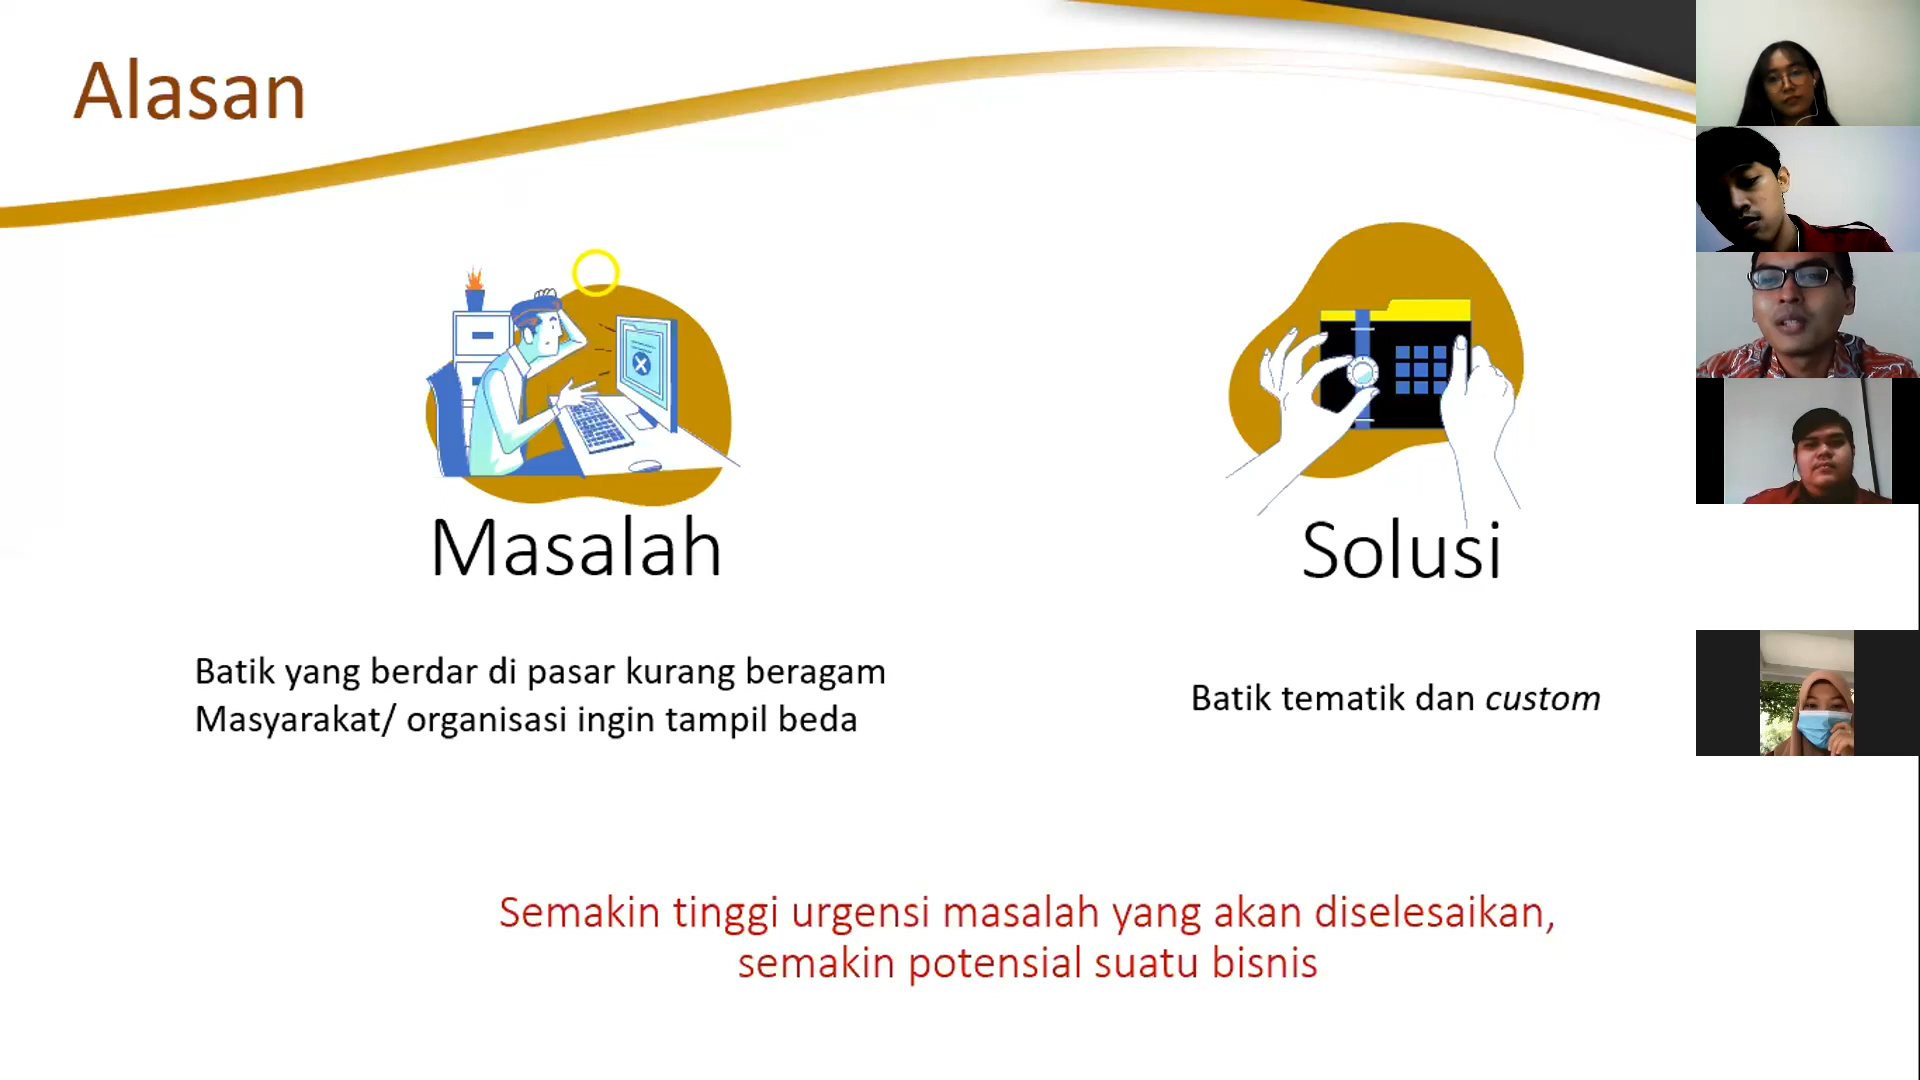 Alasan
Masalah
Batik yang berdar di pasar kurang beragam
Masyarakat/ organisasi ingin tampil beda
Solusi
Batik tematik dan custom
Semakin tinggi urgensi masalah yang akan diselesaikan,
semakin potensial suatu bisnis